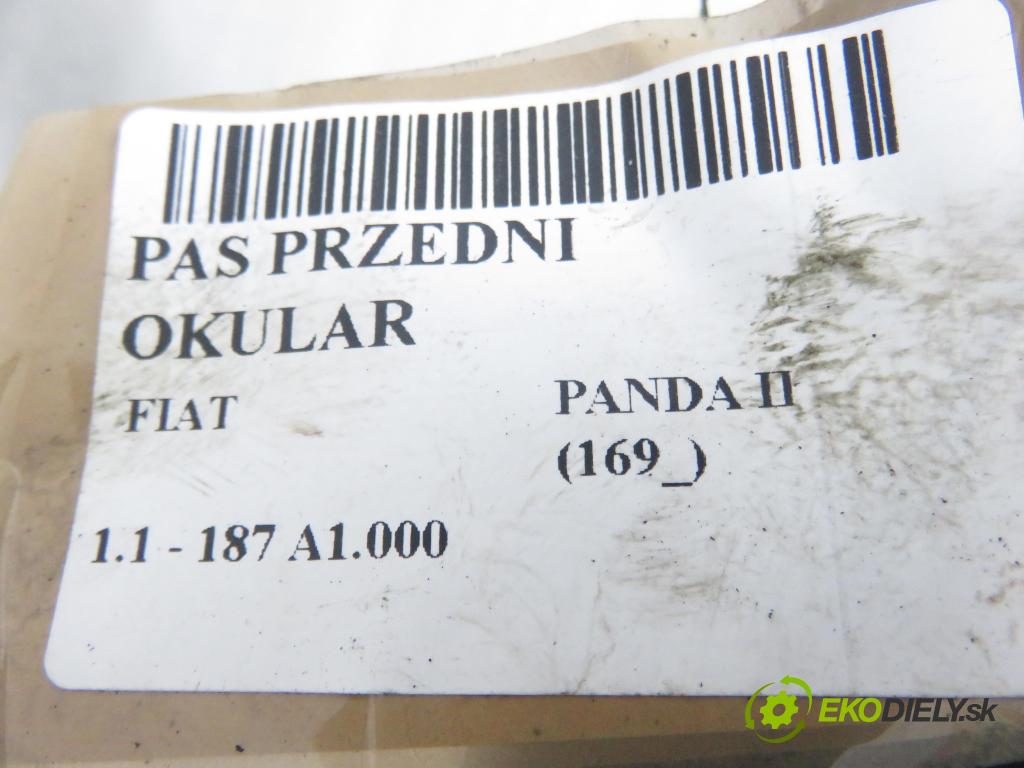 PAS PRZEDNI
OKULAR
FIAT
PANDA II
(169_)
1.1 - 187 A1.000
EKODIELY.sk